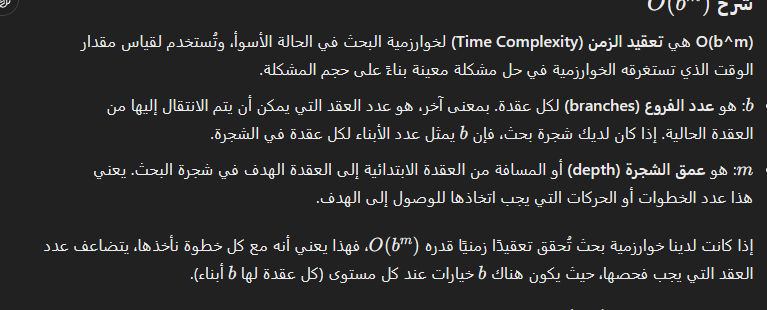 شرح O(b^m)
O(b^m) هي تعقيد الزمن (Time Complexity) لخوارزمية البحث في الحالة الأسوأ، وتُستخدم لقياس مقدار
الوقت الذي تستغرقه الخوارزمية في حل مشكلة معينة بناءً على حجم المشكلة.
b: هو عدد الفروع (branches) لكل عقدة. بمعنى آخر، هو عدد العقد التي يمكن أن يتم الانتقال إليها من
العقدة الحالية. إذا كان لديك شجرة بحث، فإن b يمثل عدد الأبناء لكل عقدة في الشجرة.
m: هو عمق الشجرة (depth) أو المسافة من العقدة الابتدائية إلى العقدة الهدف في شجرة البحث. يعني
هذا عدد الخطوات أو الحركات التي يجب اتخاذها للوصول إلى الهدف.
إذا كانت لدينا خوارزمية بحث تُحقق تعقيدًا زمنيًا قدره O(b^m)، فهذا يعني أنه مع كل خطوة نأخذها، يتضاعف عدد
العقد التي يجب فحصها، حيث يكون هناك b خيارات عند كل مستوى (كل عقدة لها b أبناء).